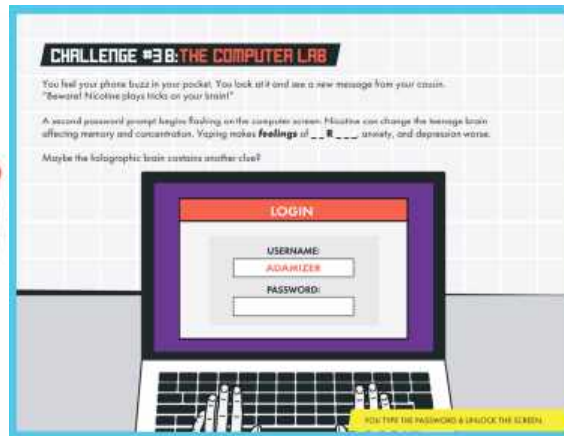 CHALLENGE #3B: THE COMPUTER LAB
You feel your phone buzz in your pocket. You look at it and see a new message from your cousin.
"Beware! Nicotine plays tricks on your brain!"
A second password prompt begins flashing on the computer screen. Nicotine can change the teenage brain
affecting memory and concentration. Vaping makes feelings of _ _ R _ _ _, anxiety, and depression worse.
Maybe the holographic brain contains another clue?
LOGIN
USERNAME:
ADAMIZER
PASSWORD:
YOU TYPE THE PASSWORD & UNLOCK THE SCREEN.